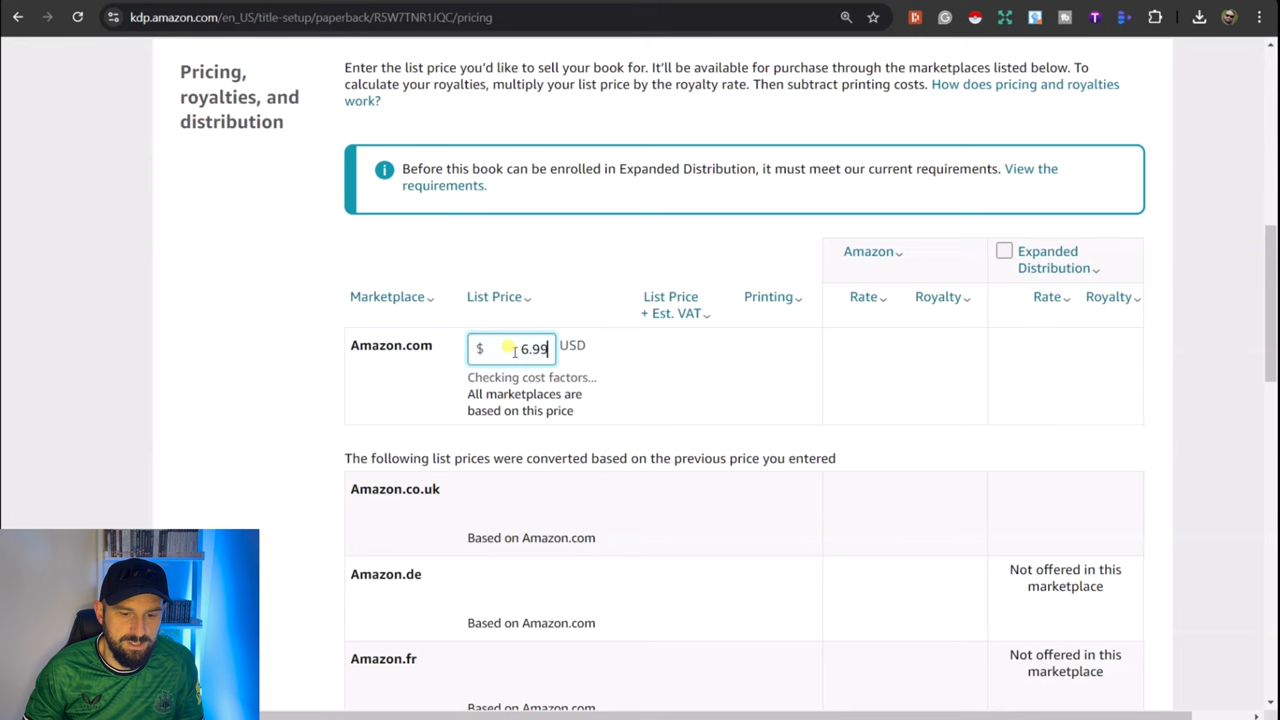 kdp.amazon.com/en_US/title-setup/paperback/R5W7TNR1JQC/pricing
Pricing,
royalties, and
distribution
Enter the list price you'd like to sell your book for. It'll be available for purchase through the marketplaces listed below. To
calculate your royalties, multiply your list price by the royalty rate. Then subtract printing costs. How does pricing and royalties
work?
Before this book can be enrolled in Expanded Distribution, it must meet our current requirements. View the
requirements.
Amazon
Expanded
Distribution
Marketplace
List Price
List Price
+ Est. VAT
Printing
Rate
Royalty
Rate
Royalty
Amazon.com
$ 6.99 USD
Checking cost factors...
All marketplaces are
based on this price
The following list prices were converted based on the previous price you entered
Amazon.co.uk
Based on Amazon.com
Amazon.de
Not offered in this
marketplace
Based on Amazon.com
Amazon.fr
Not offered in this
marketplace
Based on Amazon.com